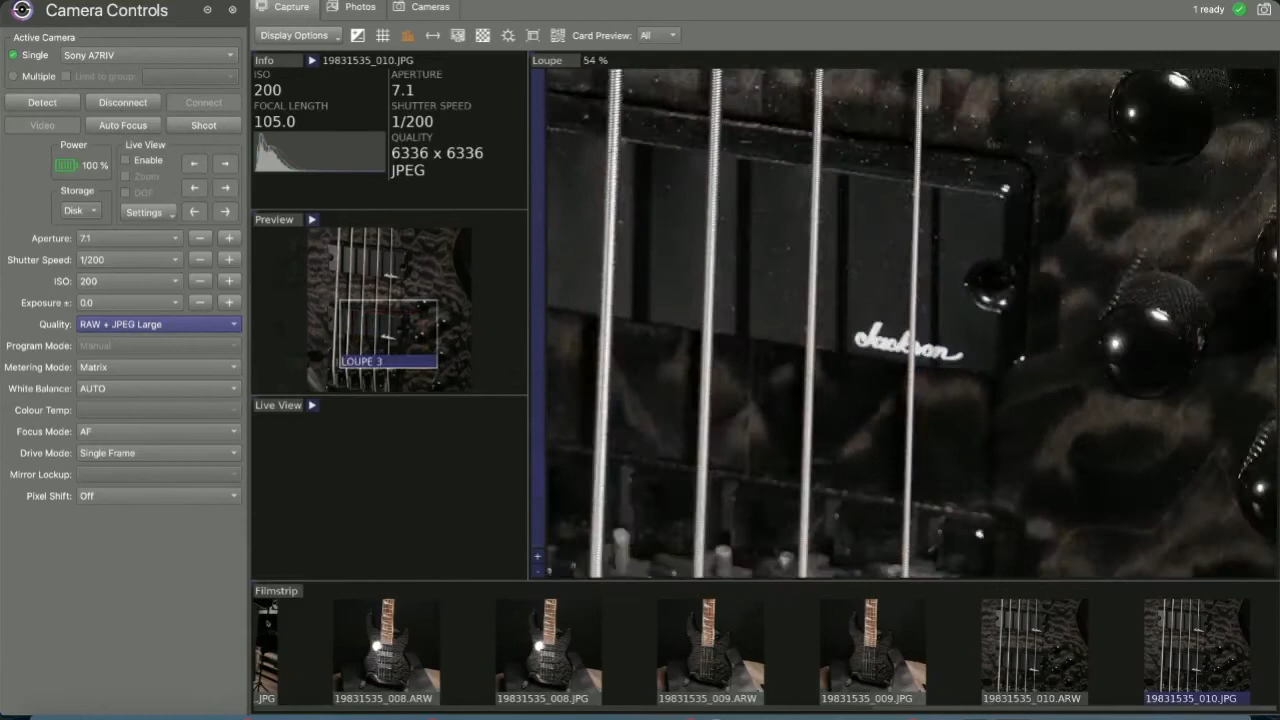 Camera Controls
Active Camera
Single
Sony A7RIV
Multiple
Limit to group:
Detect
Disconnect
Connect
Video
Auto Focus
Shoot
Power
100 %
Storage
Disk
Live View
Enable
Zoom
DOF
Settings
Aperture: 7.1
Shutter Speed: 1/200
ISO: 200
Exposure ±: 0.0
Quality: RAW + JPEG Large
Program Mode: Manual
Metering Mode: Matrix
White Balance: AUTO
Colour Temp:
Focus Mode: AF
Drive Mode: Single Frame
Mirror Lockup:
Pixel Shift: Off
Capture
Photos
Cameras
1 ready
Display Options
Card Preview: All
Info
19831535_010.JPG
ISO
200
FOCAL LENGTH
105.0
APERTURE
7.1
SHUTTER SPEED
1/200
QUALITY
6336 x 6336
JPEG
Preview
LOUPE 3
Live View
Loupe 54 %
Jackson
Filmstrip
.JPG
19831535_008.ARW
19831535_008.JPG
19831535_009.ARW
19831535_009.JPG
19831535_010.ARW
19831535_010.JPG